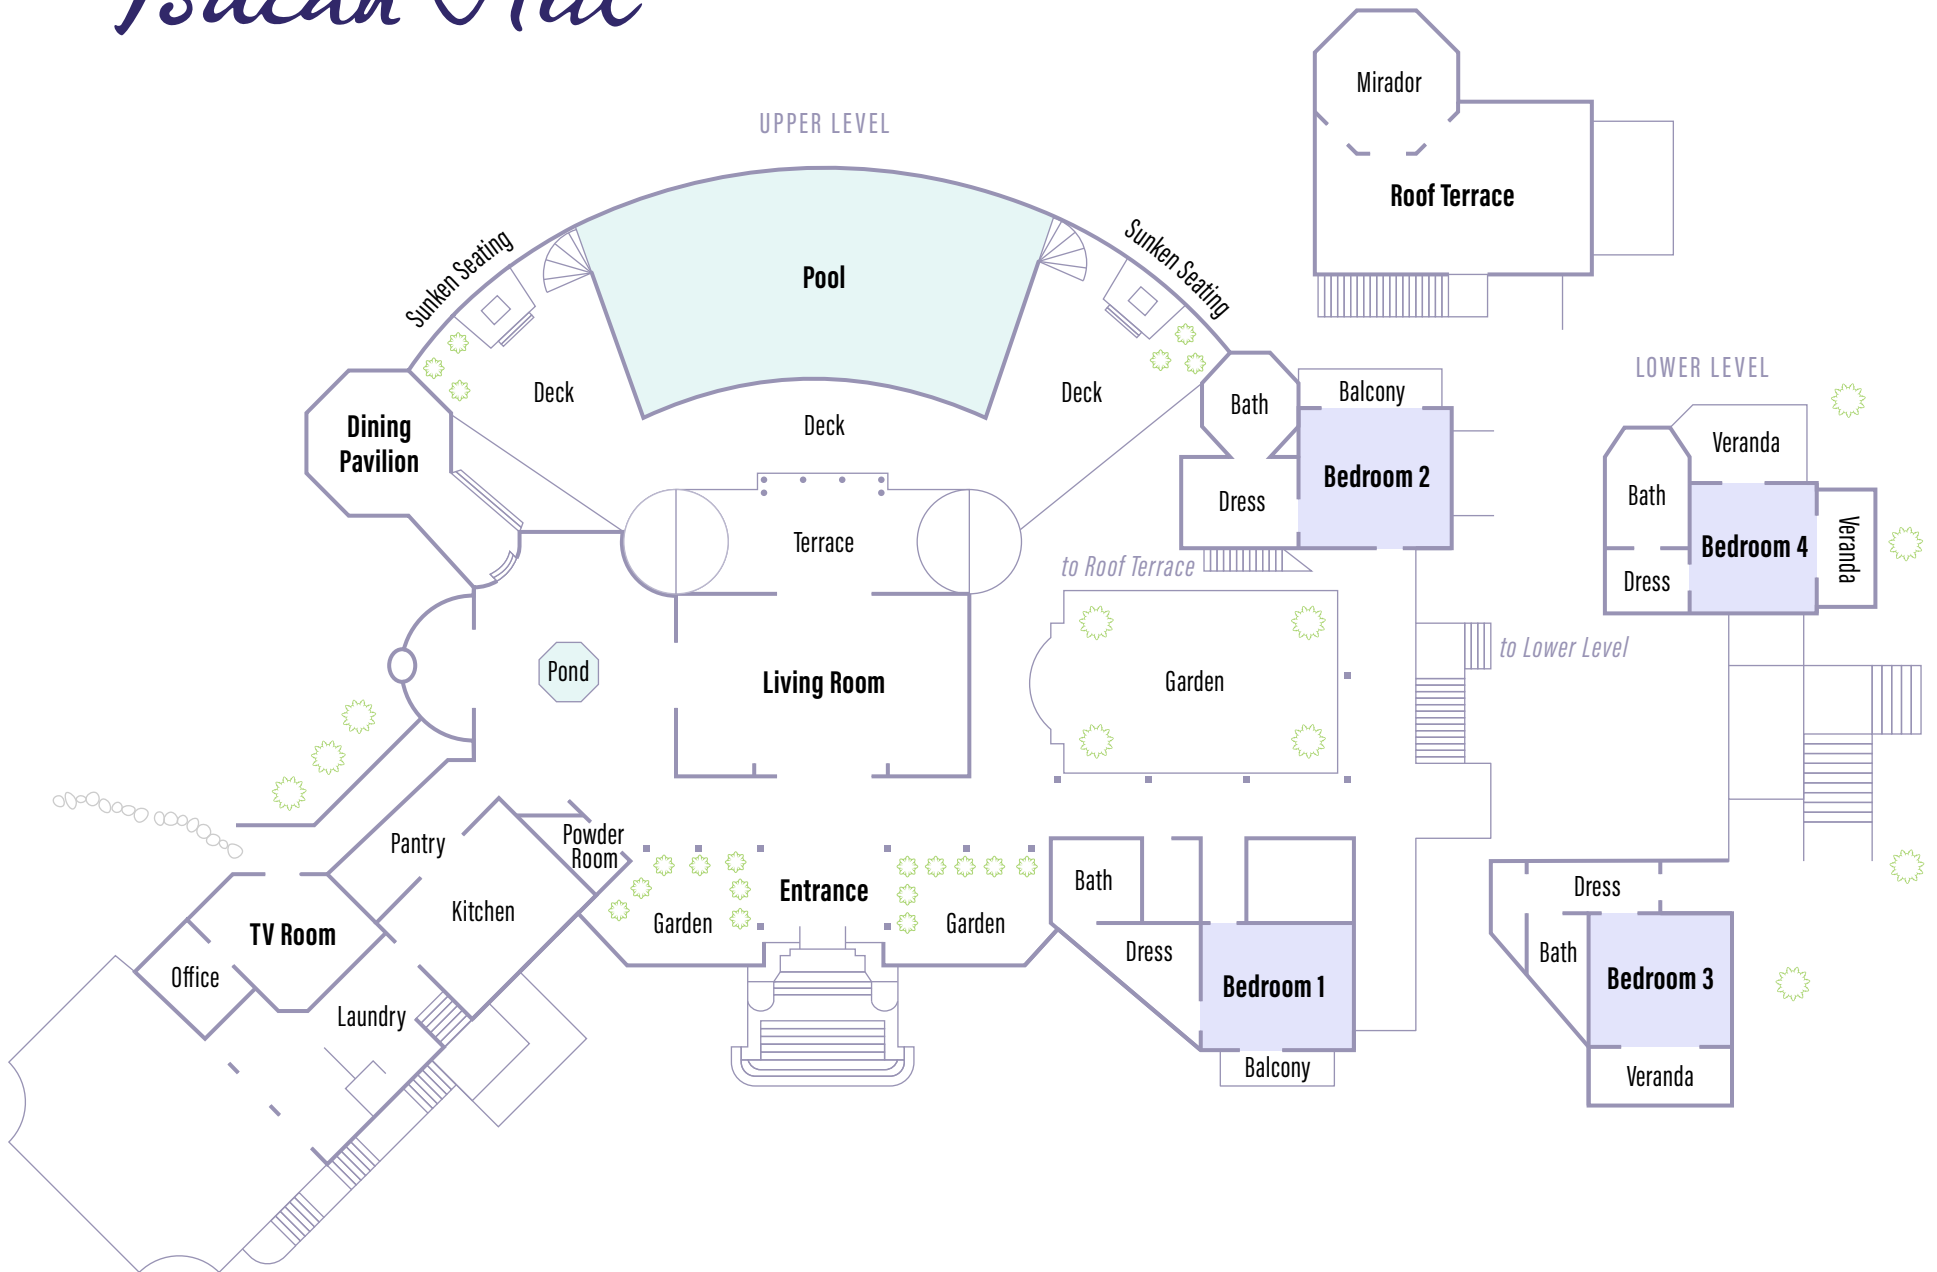 UPPER LEVEL
Mirador
Roof Terrace
Sunken Seating
Pool
Sunken Seating
Deck
Deck
Deck
Dining
Pavilion
Bath
Balcony
Bedroom 2
Dress
Terrace
to Roof Terrace
LOWER LEVEL
Veranda
Bath
Bedroom 4
Veranda
Dress
to Lower Level
Pond
Living Room
Garden
Pantry
Powder
Room
Kitchen
Entrance
Garden
Garden
TV Room
Office
Laundry
Bath
Dress
Bedroom 1
Balcony
Dress
Bath
Bedroom 3
Veranda